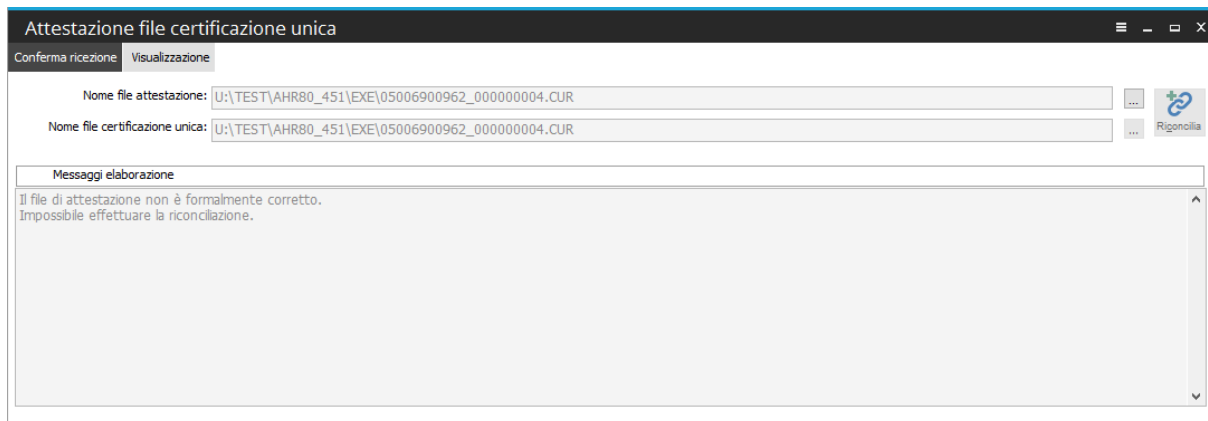 Attestazione file certificazione unica
Conferma ricezione Visualizzazione
Nome file attestazione: U:\TEST\AHR80_451\EXE\05006900962_000000004.CUR ...
Nome file certificazione unica: U:\TEST\AHR80_451\EXE\05006900962_000000004.CUR ...
Riconcilia
Messaggi elaborazione
Il file di attestazione non è formalmente corretto.
Impossibile effettuare la riconciliazione.